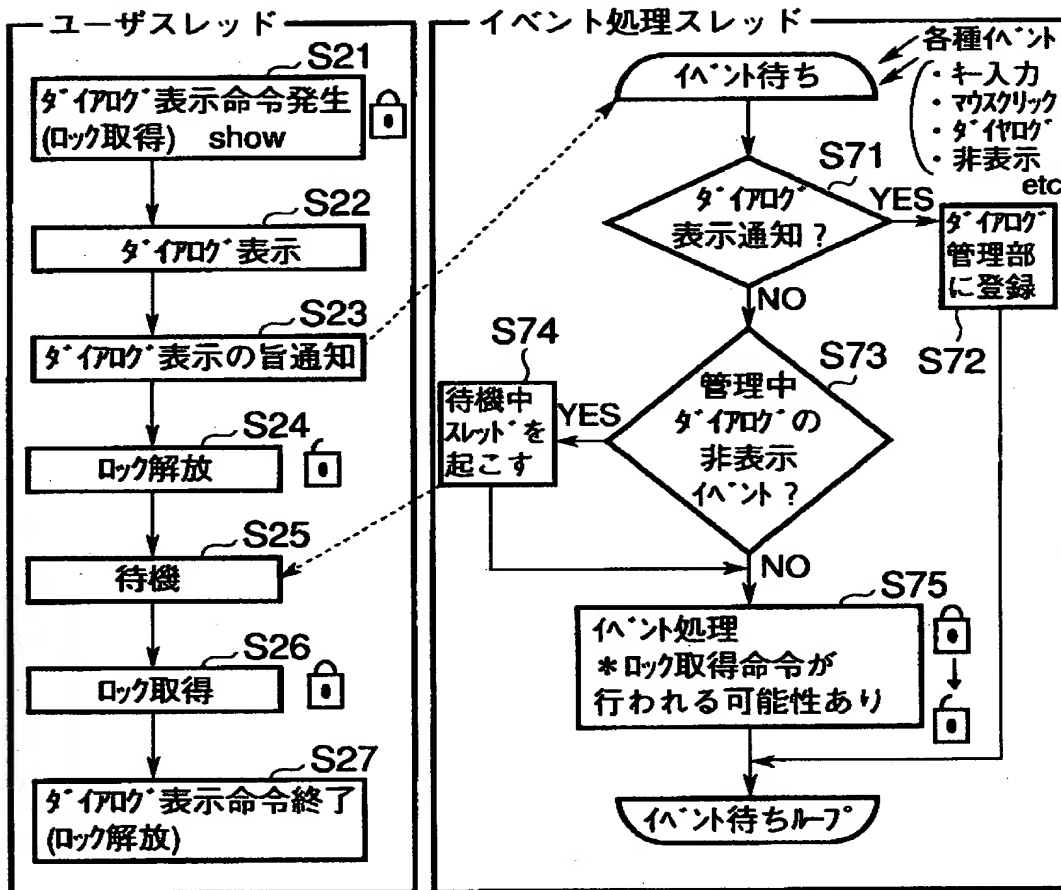 ユーザスレッド
S21
ダイアログ表示命令発生
(ロック取得) show
S22
ダイアログ表示
S23
ダイアログ表示の旨通知
S24
ロック解放
S25
待機
S26
ロック取得
S27
ダイアログ表示命令終了
(ロック解放)
イベント処理スレッド
イベント待ち
各種イベント
・キー入力
・マウスクリック
・ダイヤログ
・非表示
etc
S71
ダイアログ
表示通知?
YES
NO
ダイアログ
管理部
に登録
S72
S73
管理中
ダイアログの
非表示
イベント?
YES
NO
S74
待機中
スレッドを
起こす
S75
イベント処理
*ロック取得命令が
行われる可能性あり
イベント待ちループ